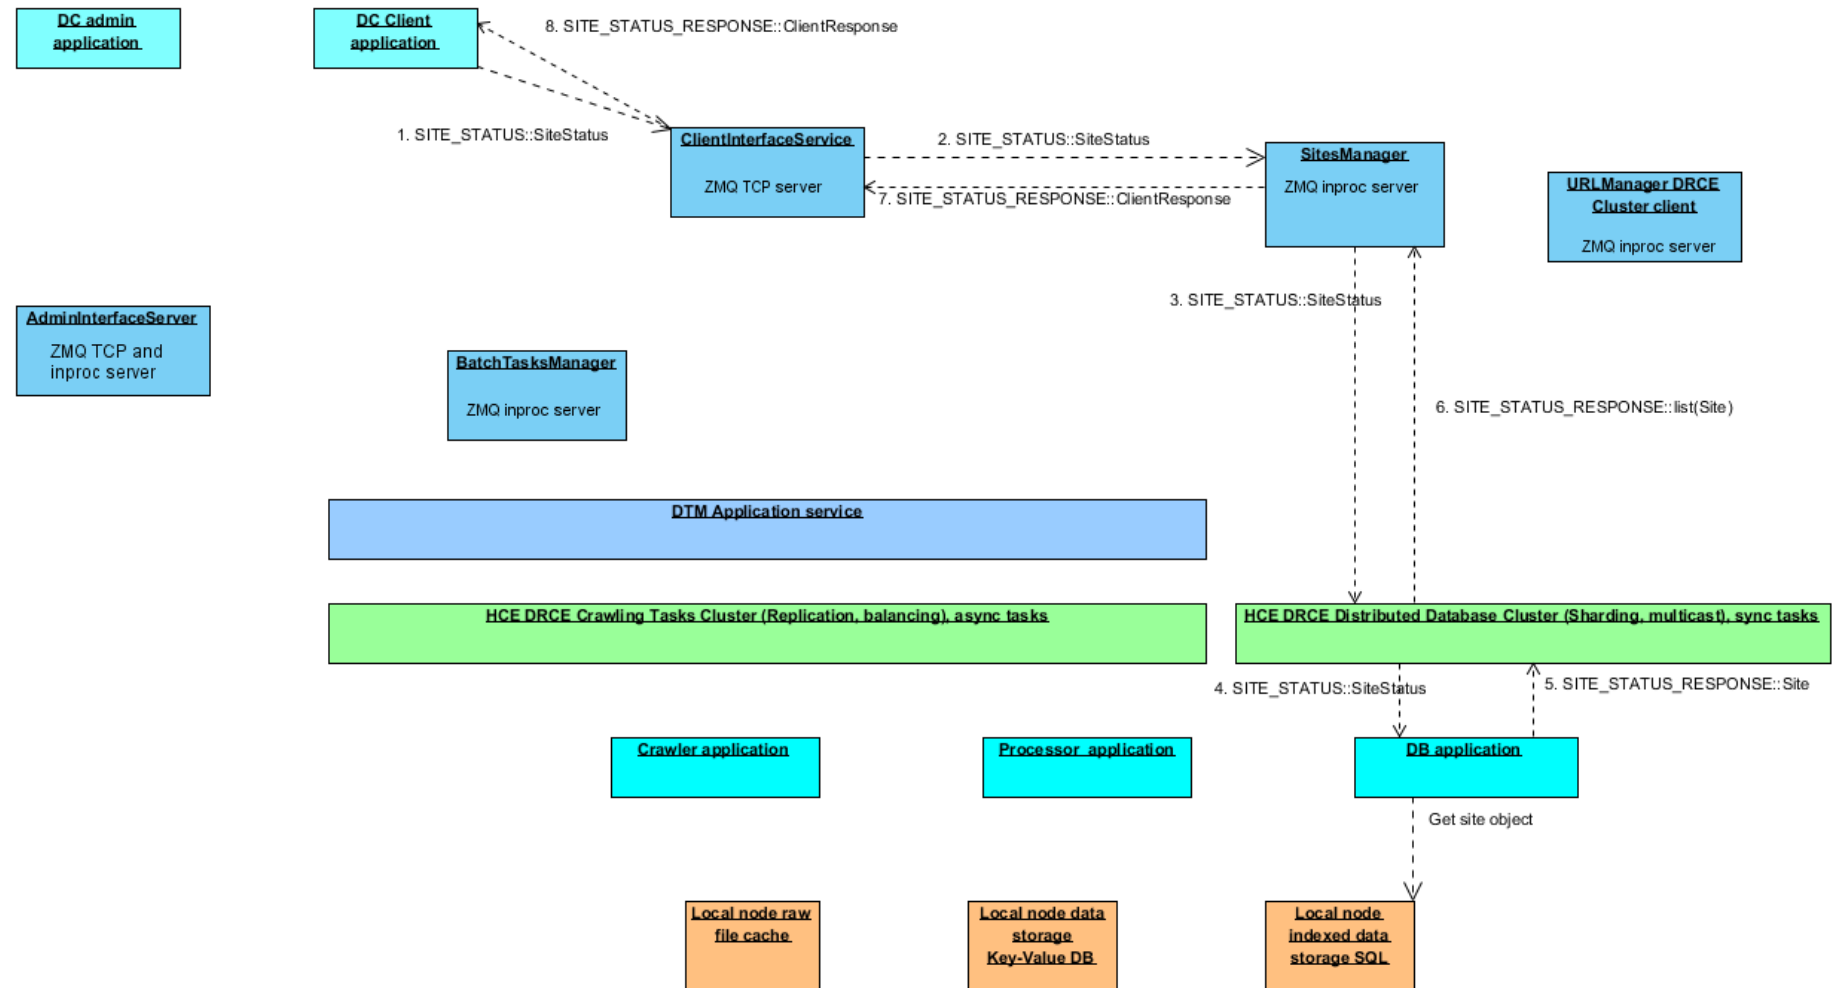 DC admin
application
DC Client
application
8. SITE_STATUS_RESPONSE::ClientResponse
1. SITE_STATUS::SiteStatus
ClientInterfaceService
ZMQ TCP server
2. SITE_STATUS::SiteStatus
7. SITE_STATUS_RESPONSE::ClientResponse
SitesManager
ZMQ inproc server
URLManager DRCE
Cluster client
ZMQ inproc server
3. SITE_STATUS::SiteStatus
AdminInterfaceServer
ZMQ TCP and
inproc server
BatchTasksManager
ZMQ inproc server
6. SITE_STATUS_RESPONSE::list(Site)
DTM Application service
HCE DRCE Crawling Tasks Cluster (Replication, balancing), async tasks
HCE DRCE Distributed Database Cluster (Sharding, multicast), sync tasks
4. SITE_STATUS::SiteStatus
5. SITE_STATUS_RESPONSE::Site
Crawler application
Processor application
DB application
Get site object
Local node raw
file cache
Local node data
storage
Key-Value DB
Local node
indexed data
storage SQL